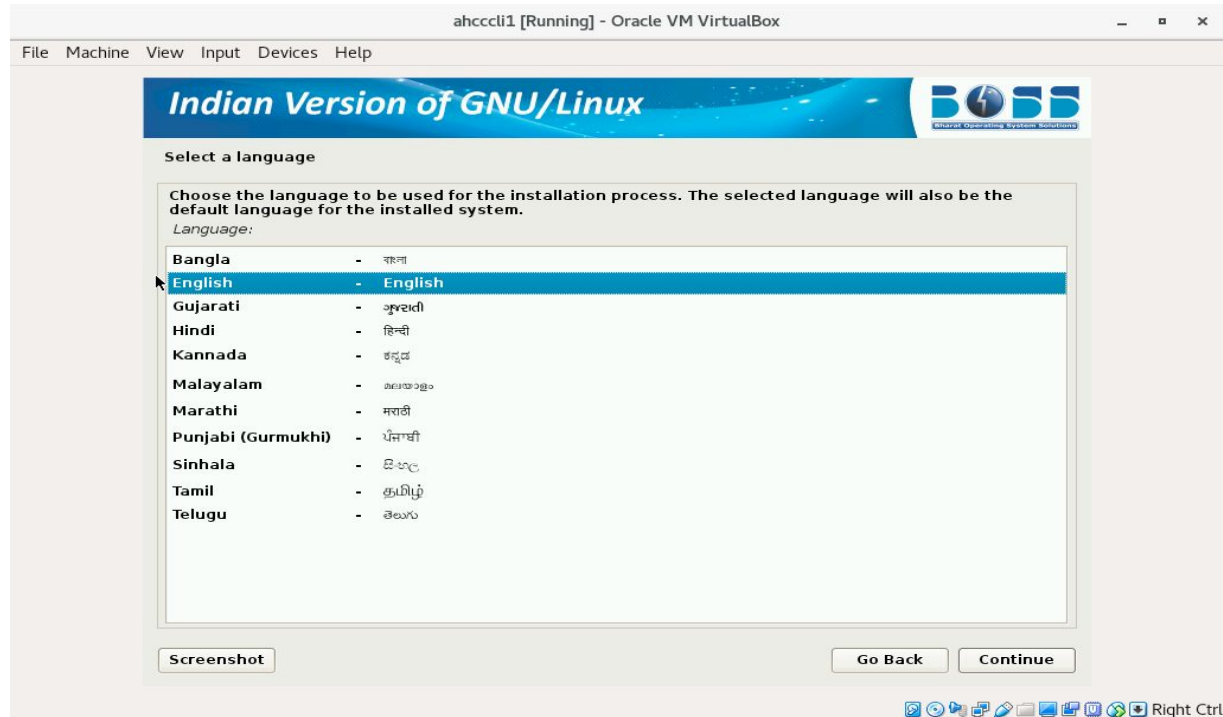 ahcccli1 [Running] - Oracle VM VirtualBox
File Machine View Input Devices Help
Indian Version of GNU/Linux
BOSS
Bharat Operating System Solutions
Select a language
Choose the language to be used for the installation process. The selected language will also be the
default language for the installed system.
Language:
Bangla - বাংলা
English - English
Gujarati - ગુજરાતી
Hindi - हिन्दी
Kannada - ಕನ್ನಡ
Malayalam - മലയാളം
Marathi - मराठी
Punjabi (Gurmukhi) - ਪੰਜਾਬੀ
Sinhala - සිංහල
Tamil - தமிழ்
Telugu - తెలుగు
Screenshot Go Back Continue
Right Ctrl